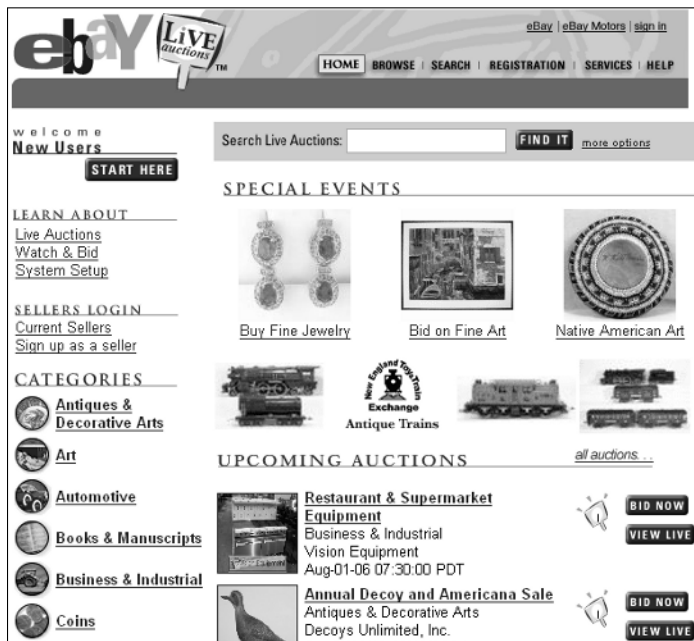 ebay
LiVE
auctions
TM
eBay | eBay Motors | sign in
HOME BROWSE | SEARCH | REGISTRATION | SERVICES | HELP
welcome
New Users
START HERE
LEARN ABOUT
Live Auctions
Watch & Bid
System Setup
SELLERS LOGIN
Current Sellers
Sign up as a seller
CATEGORIES
Antiques &
Decorative Arts
Art
Automotive
Books & Manuscripts
Business & Industrial
Coins
Search Live Auctions: FIND IT more options
SPECIAL EVENTS
Buy Fine Jewelry Bid on Fine Art Native American Art
New England Toy & Train
Exchange
Antique Trains
UPCOMING AUCTIONS all auctions...
Restaurant & Supermarket
Equipment
Business & Industrial
Vision Equipment
Aug-01-06 07:30:00 PDT
BID NOW
VIEW LIVE
Annual Decoy and Americana Sale
Antiques & Decorative Arts
Decoys Unlimited, Inc.
BID NOW
VIEW LIVE